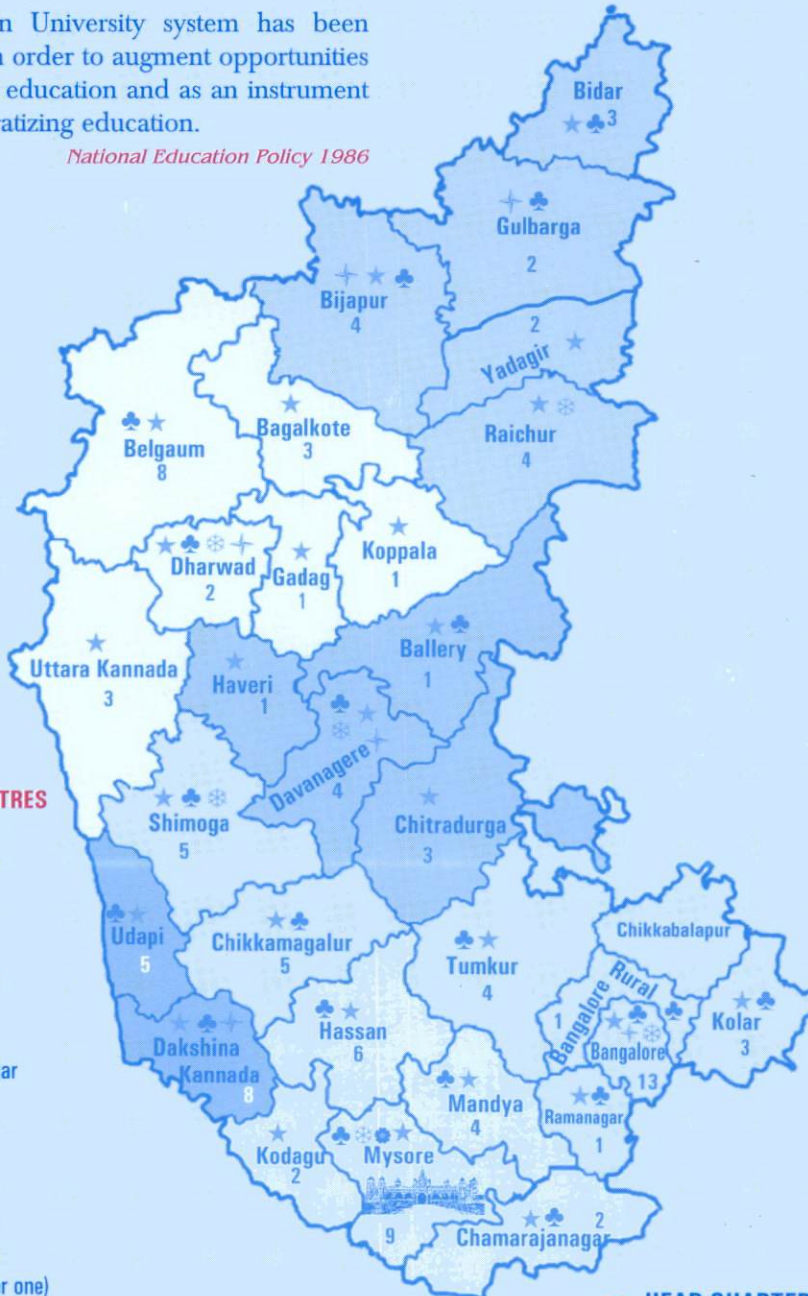 n University system has been
n order to augment opportunities
education and as an instrument
ratizing education.
National Education Policy 1986
Bidar
3
Gulbarga
2
Bijapur
4
2
Yadagir
Raichur
4
Bagalkote
3
Belgaum
8
Dharwad
2
Gadag
1
Koppala
1
Uttara Kannada
3
Haveri
1
Ballery
1
Davanagere
4
Chitradurga
3
TRES
Shimoga
5
Udapi
5
Chikkamagalur
5
Tumkur
4
Chikkabalapur
Bangalore Rural
1
Bangalore
13
Kolar
3
Hassan
6
Dakshina
Kannada
8
ar
Mandya
4
Ramanagar
1
Kodagu
2
Mysore
9
Chamarajanagar
2
r one)
HEAD QUARTER